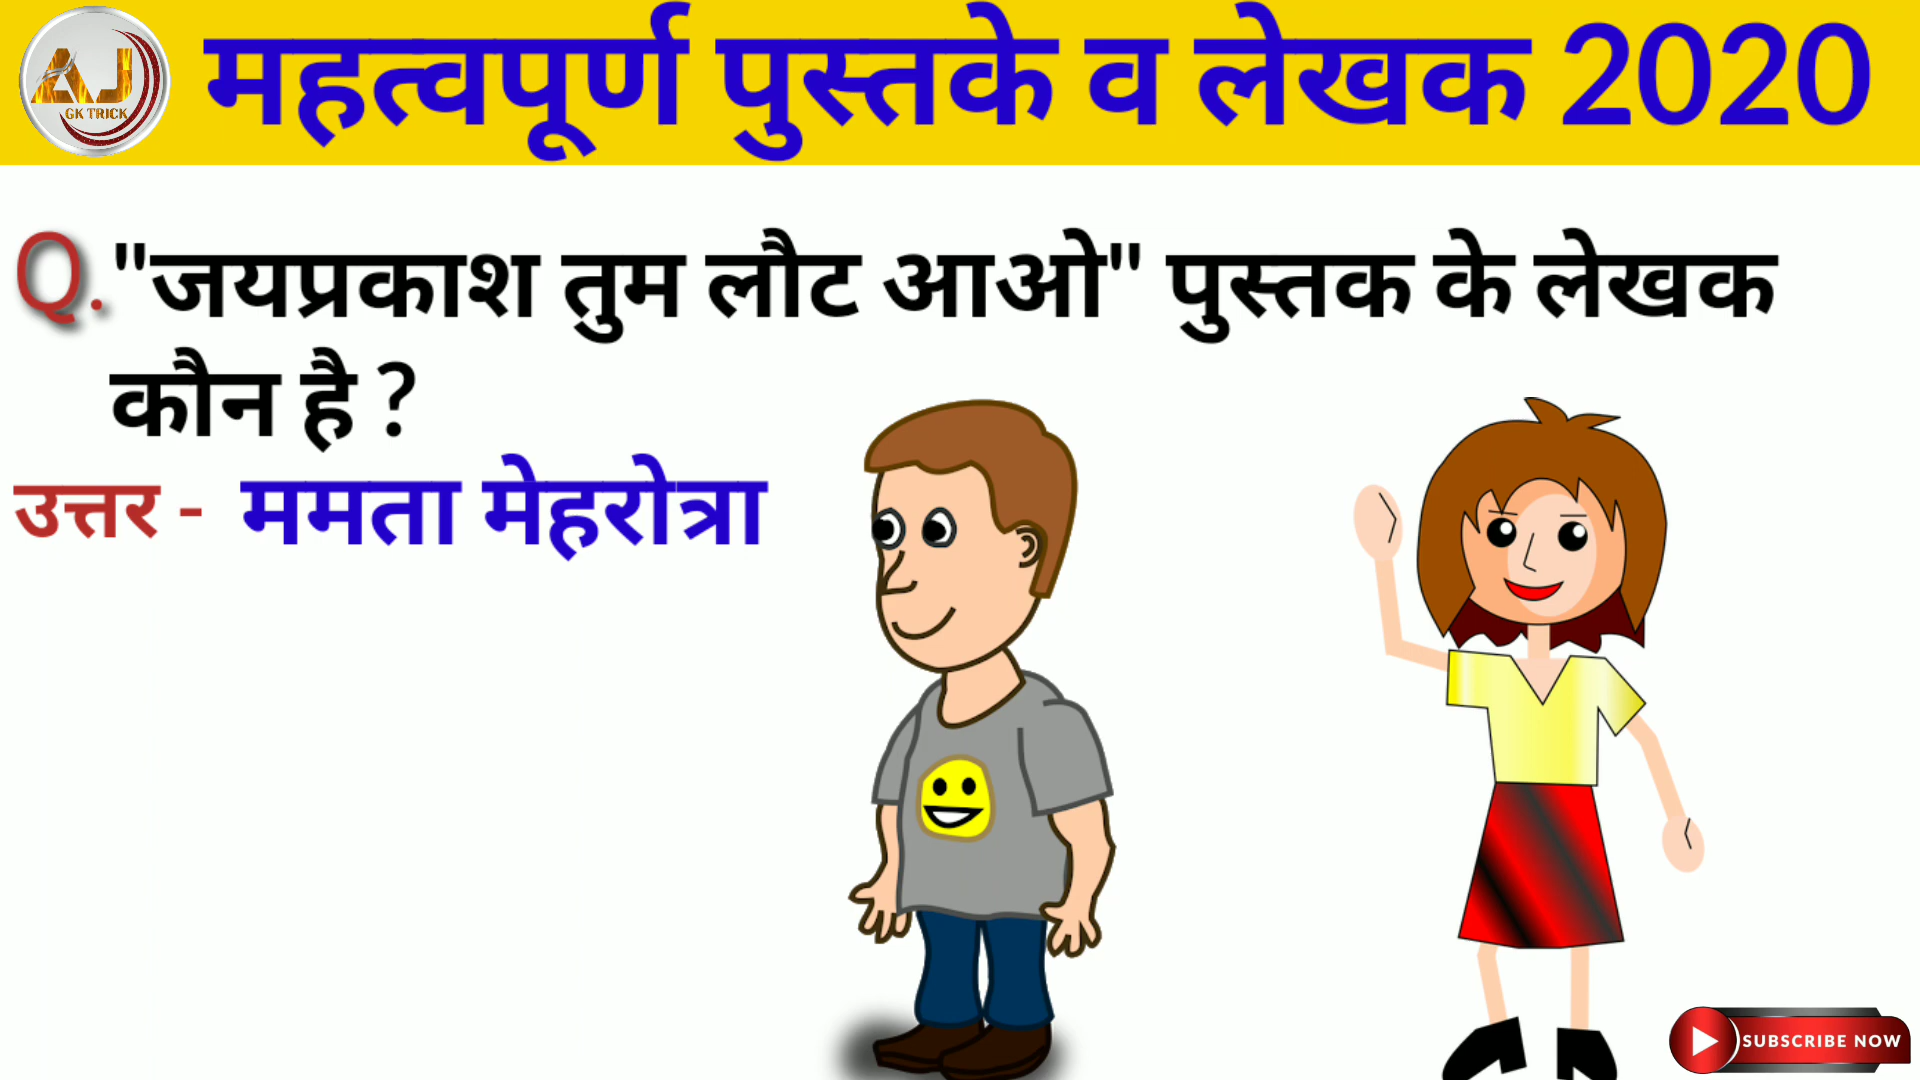 AJ
GK TRICK
महत्वपूर्ण पुस्तके व लेखक 2020
Q. "जयप्रकाश तुम लौट आओ" पुस्तक के लेखक
कौन है ?
उत्तर - ममता मेहरोत्रा
SUBSCRIBE NOW